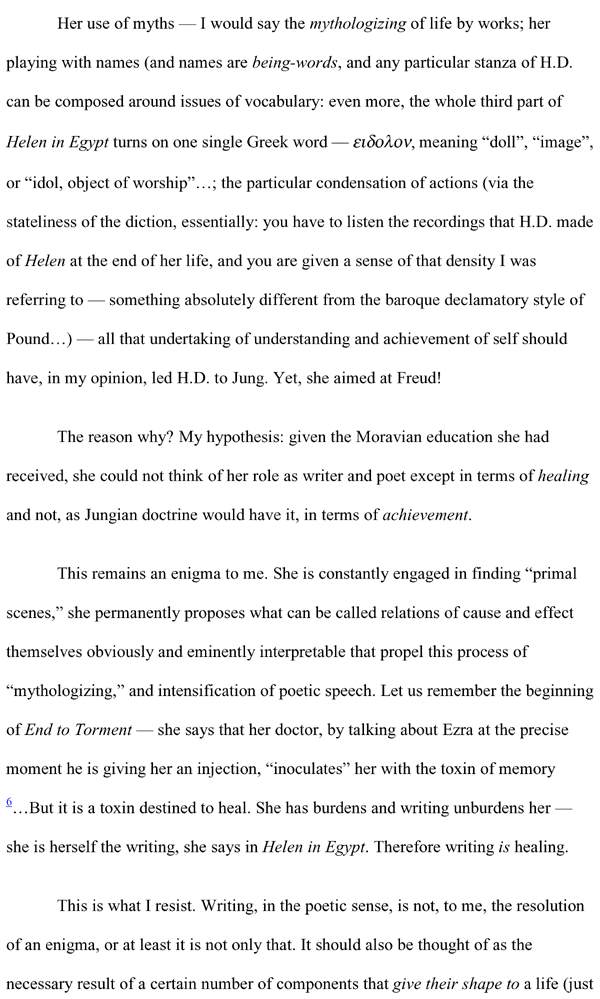 Her use of myths — I would say the mythologizing of life by works; her
playing with names (and names are being-words, and any particular stanza of H.D.
can be composed around issues of vocabulary: even more, the whole third part of
Helen in Egypt turns on one single Greek word — ειδολον, meaning “doll”, “image”,
or “idol, object of worship”…; the particular condensation of actions (via the
stateliness of the diction, essentially: you have to listen the recordings that H.D. made
of Helen at the end of her life, and you are given a sense of that density I was
referring to — something absolutely different from the baroque declamatory style of
Pound…) — all that undertaking of understanding and achievement of self should
have, in my opinion, led H.D. to Jung. Yet, she aimed at Freud!
The reason why? My hypothesis: given the Moravian education she had
received, she could not think of her role as writer and poet except in terms of healing
and not, as Jungian doctrine would have it, in terms of achievement.
This remains an enigma to me. She is constantly engaged in finding “primal
scenes,” she permanently proposes what can be called relations of cause and effect
themselves obviously and eminently interpretable that propel this process of
“mythologizing,” and intensification of poetic speech. Let us remember the beginning
of End to Torment — she says that her doctor, by talking about Ezra at the precise
moment he is giving her an injection, “inoculates” her with the toxin of memory
6…But it is a toxin destined to heal. She has burdens and writing unburdens her —
she is herself the writing, she says in Helen in Egypt. Therefore writing is healing.
This is what I resist. Writing, in the poetic sense, is not, to me, the resolution
of an enigma, or at least it is not only that. It should also be thought of as the
necessary result of a certain number of components that give their shape to a life (just